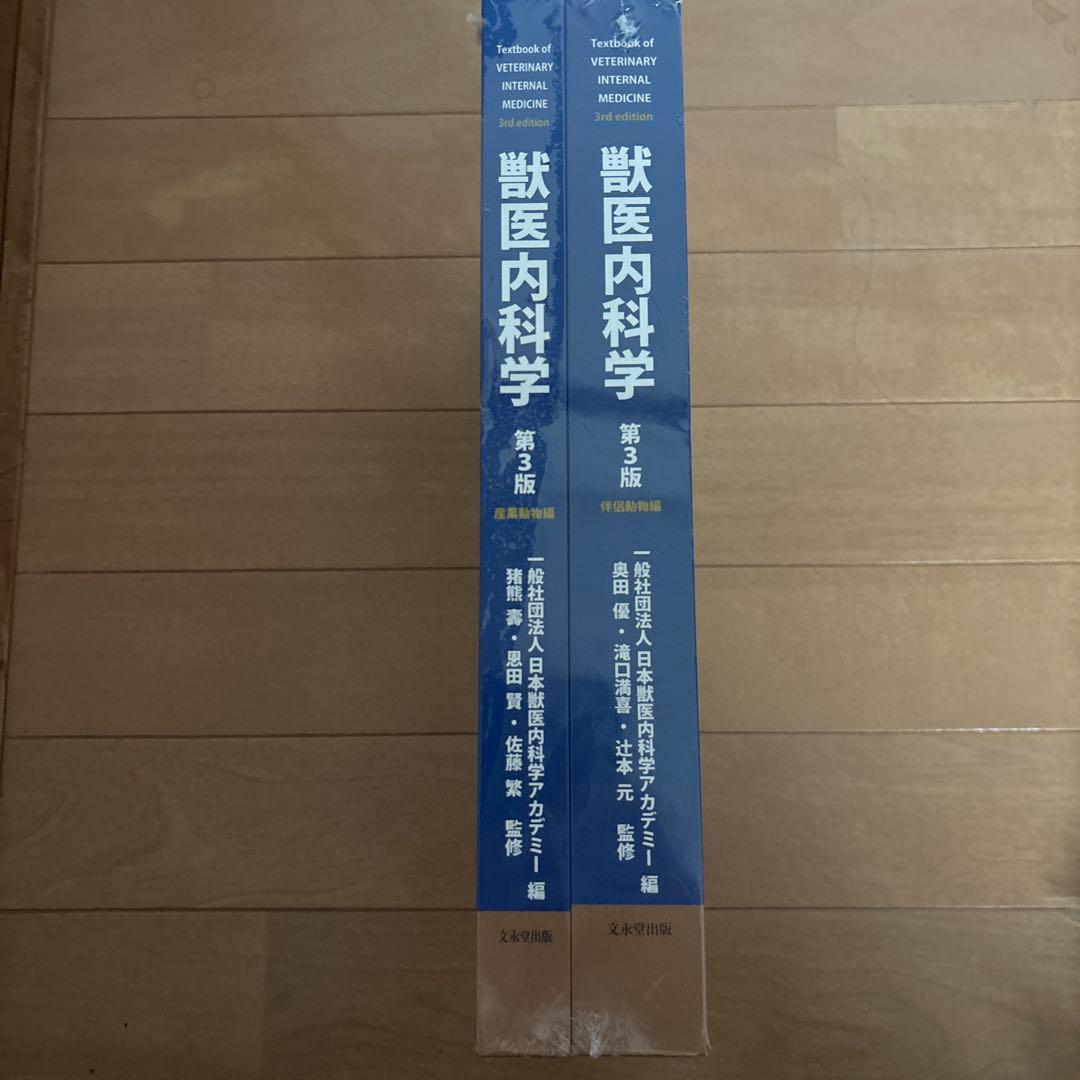 Textbook of
VETERINARY
INTERNAL
MEDICINE
3rd edition
獣医内科学
第3版
産業動物編
一般社団法人 日本獣医内科学アカデミー 編
猪熊 壽・恩田 賢・佐藤 繁 監修
文永堂出版
Textbook of
VETERINARY
INTERNAL
MEDICINE
3rd edition
獣医内科学
第3版
伴侶動物編
一般社団法人 日本獣医内科学アカデミー 編
奥田 優・滝口満喜・辻本 元 監修
文永堂出版